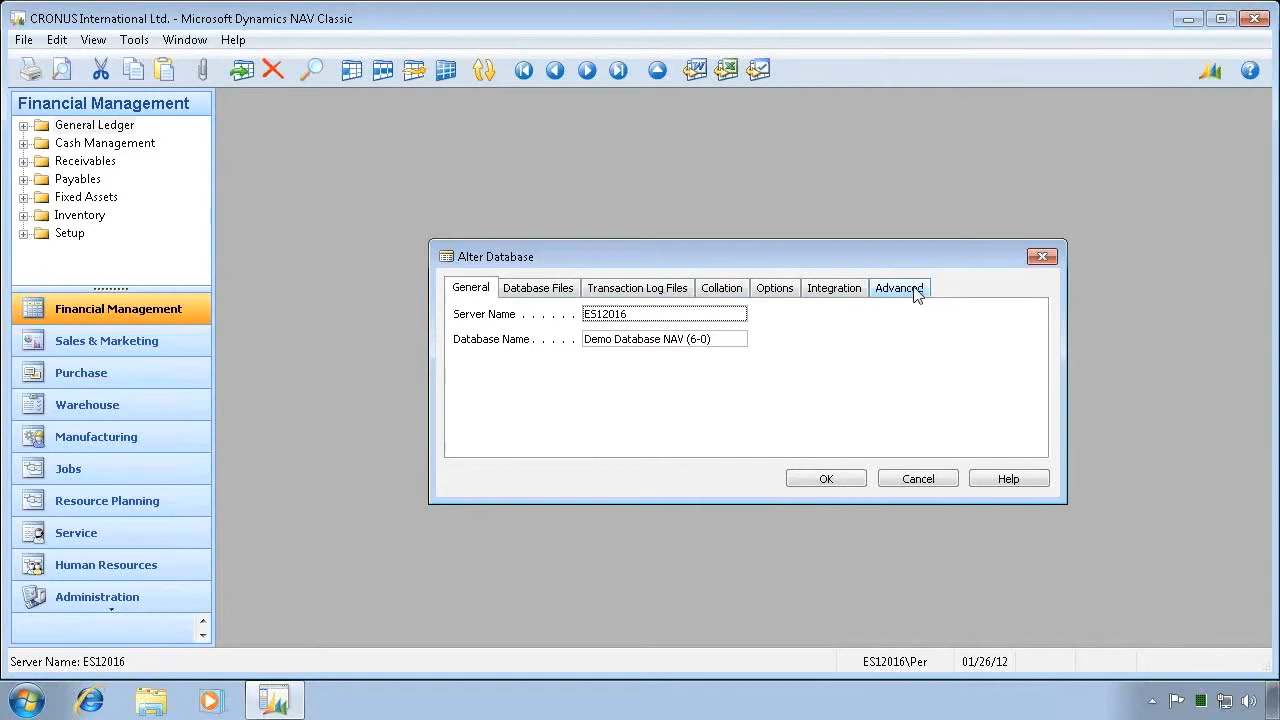 CRONUS International Ltd. - Microsoft Dynamics NAV Classic
File Edit View Tools Window Help
Financial Management
General Ledger
Cash Management
Receivables
Payables
Fixed Assets
Inventory
Setup
Financial Management
Sales & Marketing
Purchase
Warehouse
Manufacturing
Jobs
Resource Planning
Service
Human Resources
Administration
Alter Database
General Database Files Transaction Log Files Collation Options Integration Advanced
Server Name . . . . . . ES12016
Database Name . . . . . Demo Database NAV (6-0)
OK Cancel Help
Server Name: ES12016 ES12016\Per 01/26/12